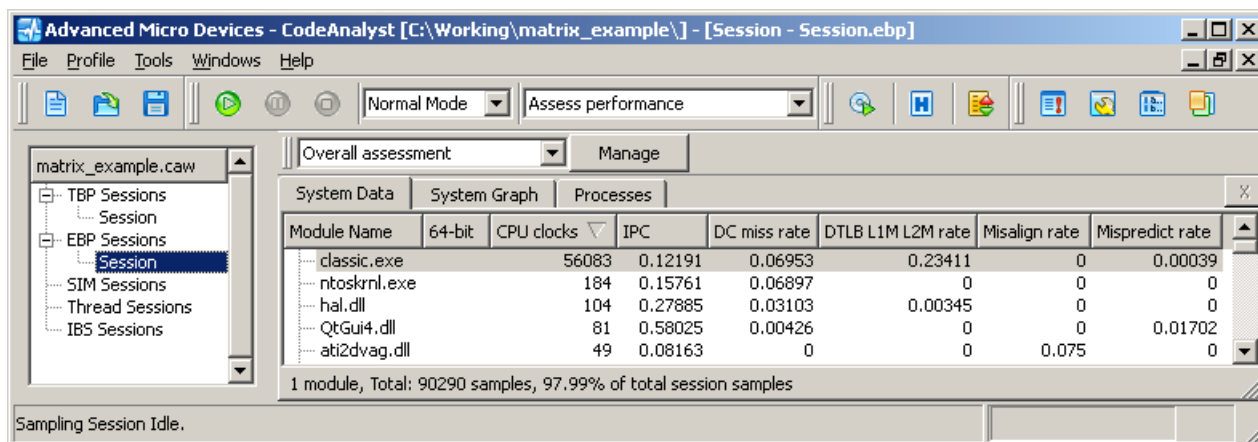 Advanced Micro Devices - CodeAnalyst [C:\Working\matrix_example\] - [Session - Session.ebp]
File Profile Tools Windows Help
Normal Mode Assess performance
Overall assessment Manage
matrix_example.caw
TBP Sessions
Session
EBP Sessions
Session
SIM Sessions
Thread Sessions
IBS Sessions
System Data System Graph Processes
Module Name 64-bit CPU clocks IPC DC miss rate DTLB L1M L2M rate Misalign rate Mispredict rate
classic.exe 56083 0.12191 0.06953 0.23411 0 0.00039
ntoskrnl.exe 184 0.15761 0.06897 0 0 0
hal.dll 104 0.27885 0.03103 0.00345 0 0
QtGui4.dll 81 0.58025 0.00426 0 0 0.01702
ati2dvag.dll 49 0.08163 0 0 0.075 0
1 module, Total: 90290 samples, 97.99% of total session samples
Sampling Session Idle.